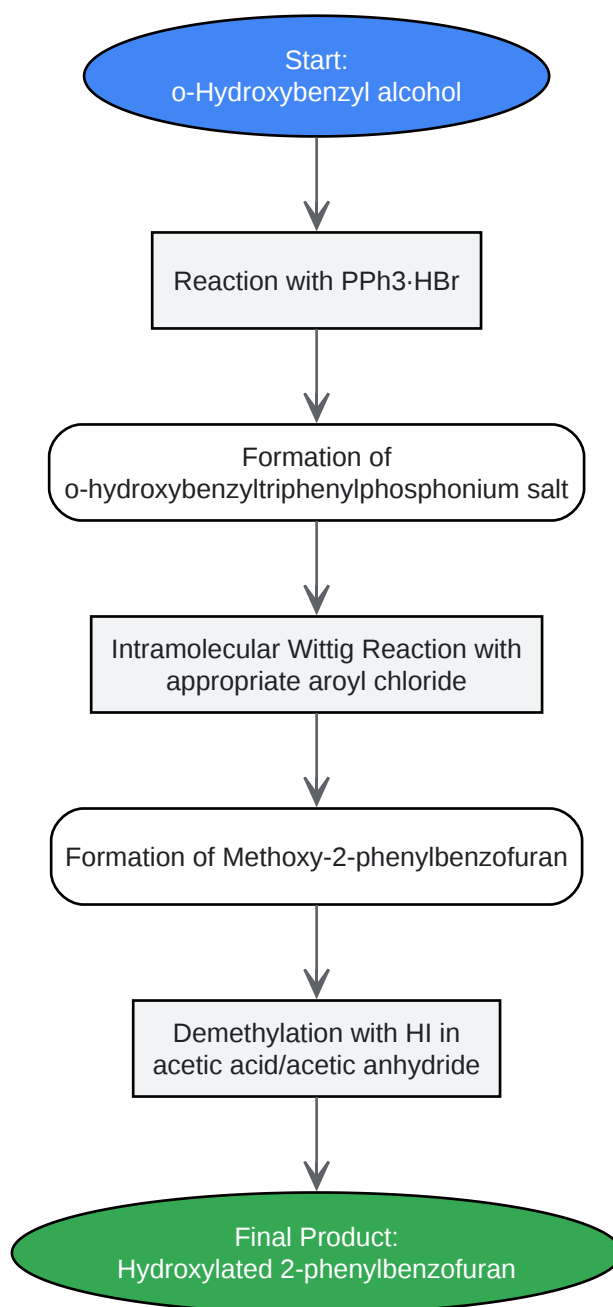 Start:
o-Hydroxybenzyl alcohol
Reaction with PPh3·HBr
Formation of
o-hydroxybenzyltriphenylphosphonium salt
Intramolecular Wittig Reaction with
appropriate aroyl chloride
Formation of Methoxy-2-phenylbenzofuran
Demethylation with HI in
acetic acid/acetic anhydride
Final Product:
Hydroxylated 2-phenylbenzofuran